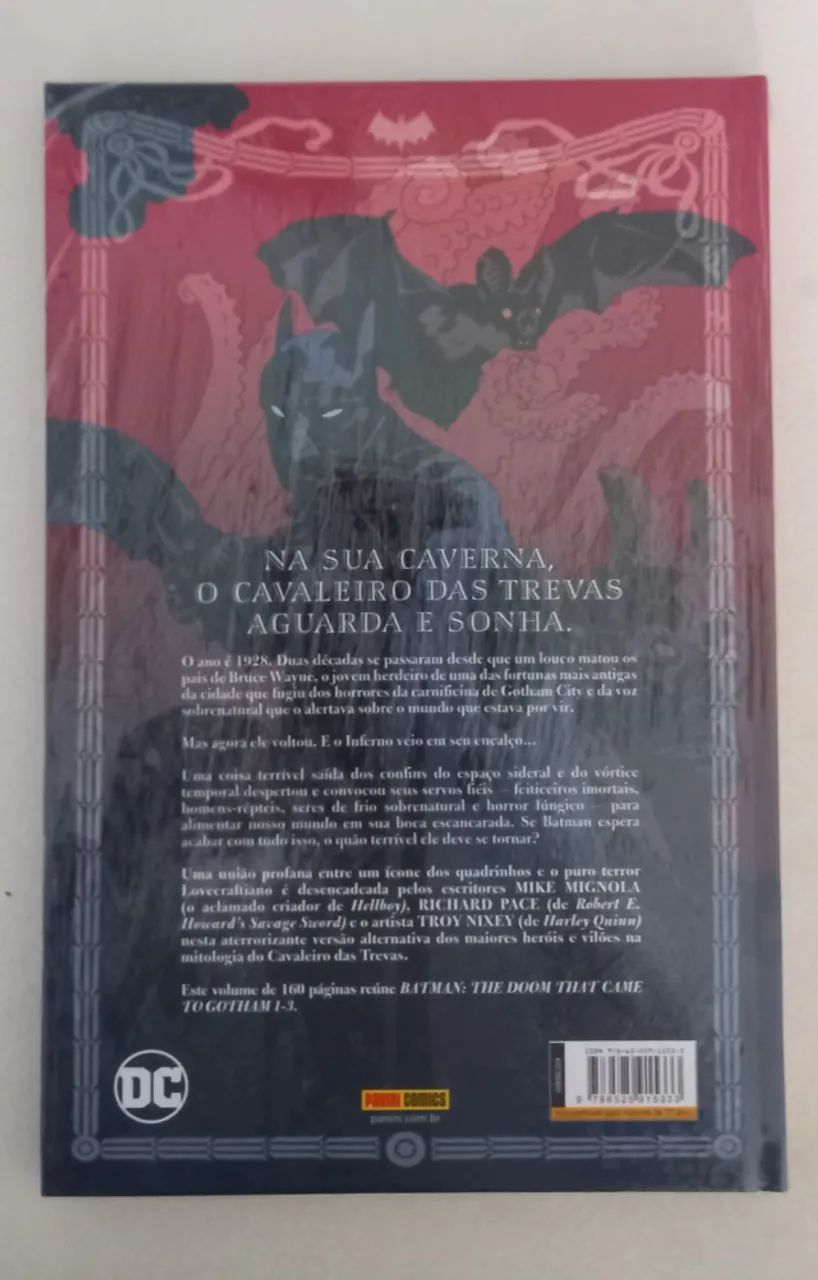 NA SUA CAVERNA,
O CAVALEIRO DAS TREVAS
AGUARDA E SONHA.
O ano é 1928. Duas décadas se passaram desde que um louco matou os
pais de Bruce Wayne, o jovem herdeiro de uma das fortunas mais antigas
da cidade que fugiu dos horrores da carnificina de Gotham City e da voz
sobrenatural que o alertava sobre o mundo que estava por vir.
Mas agora ele voltou. E o Inferno veio em seu encalço...
Uma coisa terrível saída dos confins do espaço sideral e do vórtice
temporal despertou e convocou seus servos fiéis — feiticeiros imortais,
homens-répteis, seres de frio sobrenatural e horror fúngico — para
alimentar nosso mundo em sua boca escancarada. Se Batman espera
acabar com tudo isso, o quão terrível ele deve se tornar?
Uma união profana entre um ícone dos quadrinhos e o puro terror
Lovecraftiano é desencadeada pelos escritores MIKE MIGNOLA
(o aclamado criador de Hellboy), RICHARD PACE (de Robert E.
Howard's Savage Sword) e o artista TROY NIXEY (de Harley Quinn)
nesta aterrorizante versão alternativa dos maiores heróis e vilões na
mitologia do Cavaleiro das Trevas.
Este volume de 160 páginas reúne BATMAN: THE DOOM THAT CAME
TO GOTHAM 1-3.
DC
PANINI COMICS
panini.com.br
ISBN